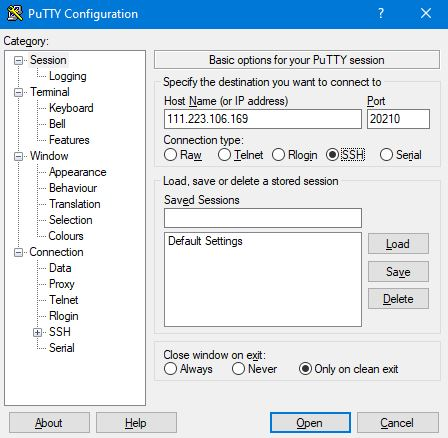 PuTTY Configuration
Category:
Session
Logging
Terminal
Keyboard
Bell
Features
Window
Appearance
Behaviour
Translation
Selection
Colours
Connection
Data
Proxy
Telnet
Rlogin
SSH
Serial
Basic options for your PuTTY session
Specify the destination you want to connect to
Host Name (or IP address) Port
111.223.106.169 20210
Connection type:
Raw Telnet Rlogin SSH Serial
Load, save or delete a stored session
Saved Sessions
Default Settings
Load
Save
Delete
Close window on exit:
Always Never Only on clean exit
About Help Open Cancel